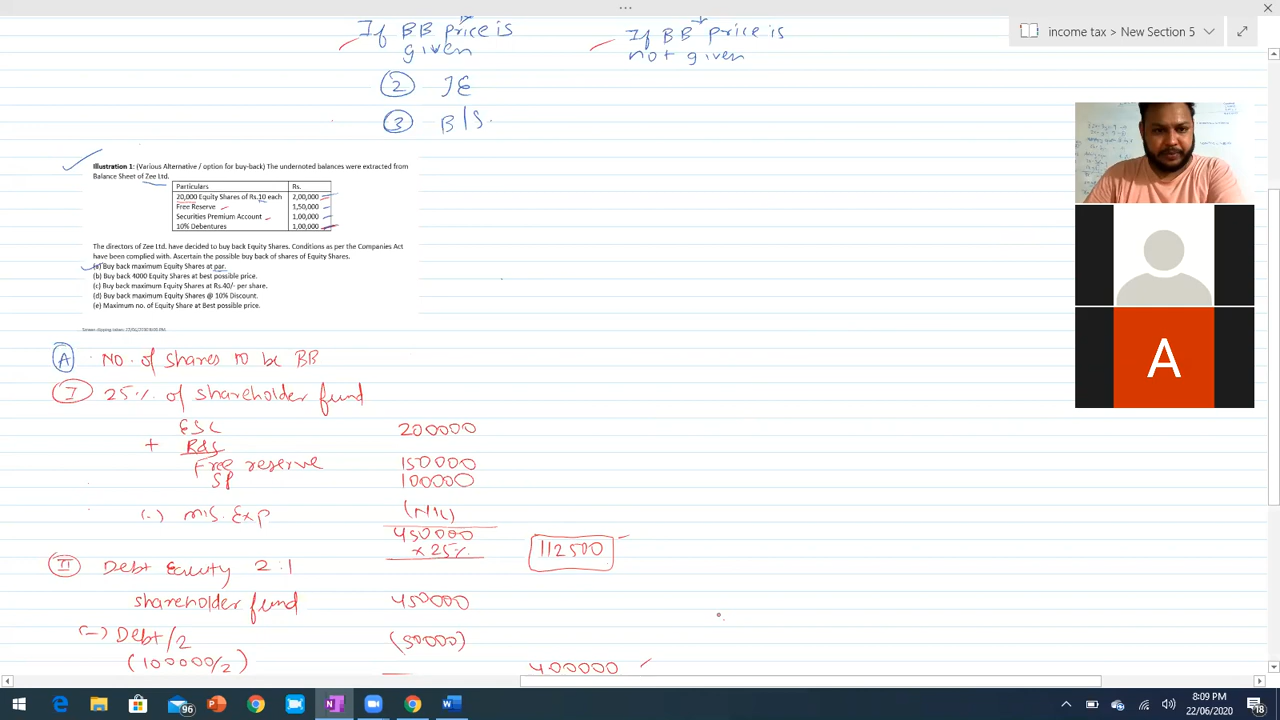 income tax > New Section 5
If BB price is given
If BB price is not given
2 JE
3 B/S
Illustration 1: (Various Alternative / option for buy-back) The undernoted balances were extracted from
Balance Sheet of Zee Ltd.
Particulars Rs.
20,000 Equity Shares of Rs.10 each 2,00,000
Free Reserve 1,50,000
Securities Premium Account 1,00,000
10% Debentures 1,00,000
The directors of Zee Ltd. have decided to buy back Equity Shares. Conditions as per the Companies Act
have been complied with. Ascertain the possible buy back of shares of Equity Shares.
(a) Buy back maximum Equity Shares at par.
(b) Buy back 4000 Equity Shares at best possible price.
(c) Buy back maximum Equity Shares at Rs.40/- per share.
(d) Buy back maximum Equity Shares @ 10% Discount.
(e) Maximum no. of Equity Share at Best possible price.
A No. of shares to be BB
I 25% of shareholder fund
ESC 200000
+ R&S
Free reserve 150000
SP 100000
(-) mis. Exp (NIL)
450000
x 25% 112500
II Debt Equity 2:1
shareholder fund 450000
(-) Debt/2 (50000)
(100000/2) 400000
A
96
8:09 PM
22/06/2020
18